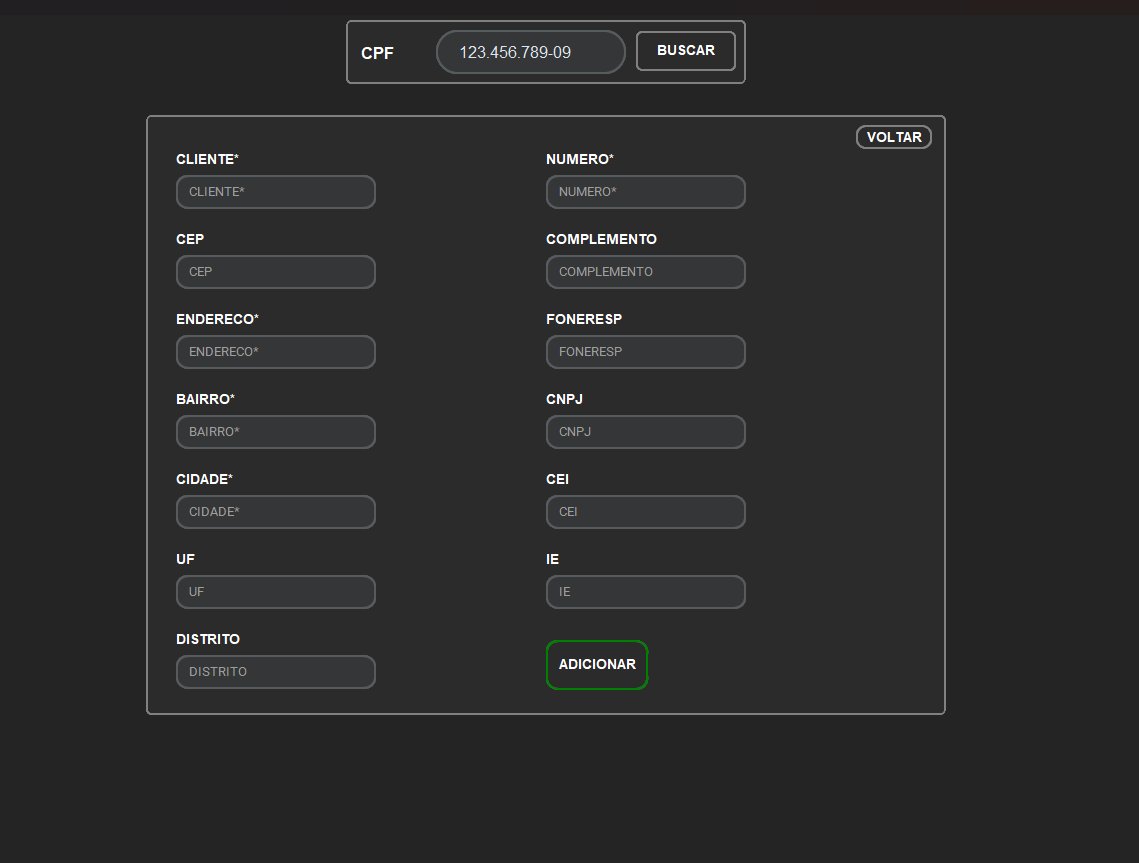 CPF 123.456.789-09 BUSCAR
VOLTAR
CLIENTE* NUMERO*
CLIENTE* NUMERO*
CEP COMPLEMENTO
CEP COMPLEMENTO
ENDERECO* FONERESP
ENDERECO* FONERESP
BAIRRO* CNPJ
BAIRRO* CNPJ
CIDADE* CEI
CIDADE* CEI
UF IE
UF IE
DISTRITO
ADICIONAR
DISTRITO